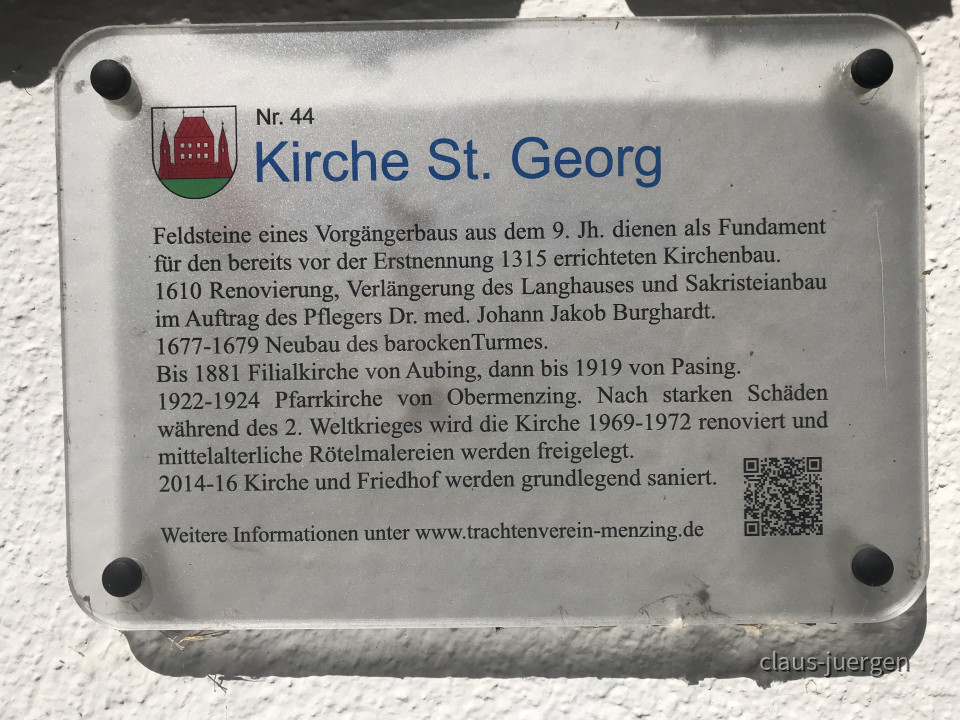 Nr. 44
Kirche St. Georg
Feldsteine eines Vorgängerbaus aus dem 9. Jh. dienen als Fundament
für den bereits vor der Erstnennung 1315 errichteten Kirchenbau.
1610 Renovierung, Verlängerung des Langhauses und Sakristeianbau
im Auftrag des Pflegers Dr. med. Johann Jakob Burghardt.
1677-1679 Neubau des barockenTurmes.
Bis 1881 Filialkirche von Aubing, dann bis 1919 von Pasing.
1922-1924 Pfarrkirche von Obermenzing. Nach starken Schäden
während des 2. Weltkrieges wird die Kirche 1969-1972 renoviert und
mittelalterliche Rötelmalereien werden freigelegt.
2014-16 Kirche und Friedhof werden grundlegend saniert.
Weitere Informationen unter www.trachtenverein-menzing.de
claus-juergen